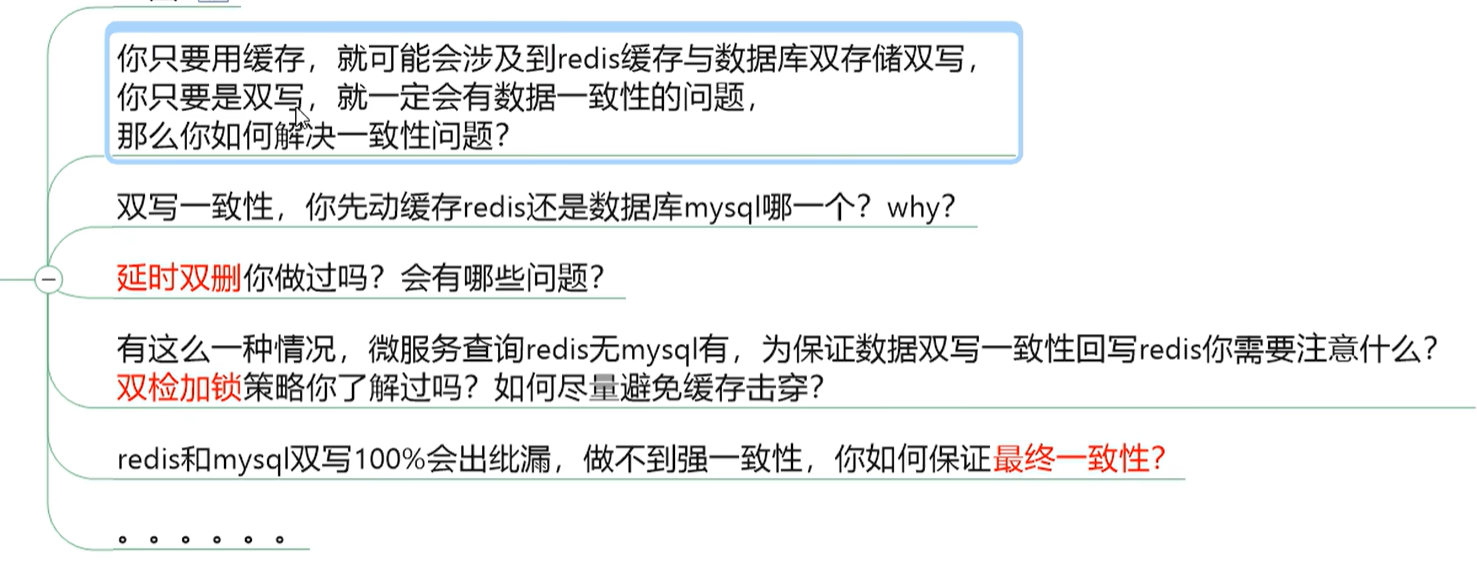 你只要用缓存，就可能会涉及到redis缓存与数据库双存储双写，
你只要是双写，就一定会有数据一致性的问题，
那么你如何解决一致性问题？
双写一致性，你先动缓存redis还是数据库mysql哪一个？why？
延时双删你做过吗？会有哪些问题？
有这么一种情况，微服务查询redis无mysql有，为保证数据双写一致性回写redis你需要注意什么？
双检加锁策略你了解过吗？如何尽量避免缓存击穿？
redis和mysql双写100%会出纰漏，做不到强一致性，你如何保证最终一致性？
。。。。。。